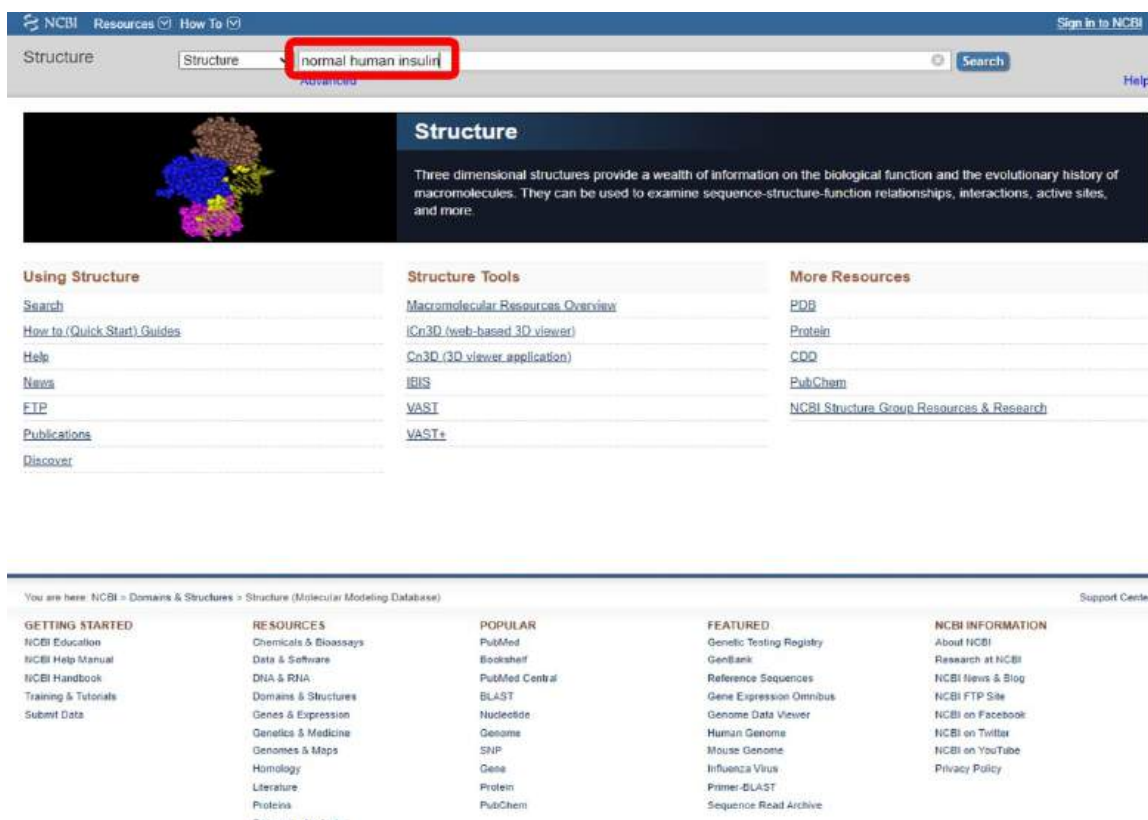 NCBI Resources How To Sign in to NCBI
Structure Structure normal human insulin Search
Advanced Help
Structure
Three dimensional structures provide a wealth of information on the biological function and the evolutionary history of
macromolecules. They can be used to examine sequence-structure-function relationships, interactions, active sites,
and more.
Using Structure Structure Tools More Resources
Search Macromolecular Resources Overview PDB
How to (Quick Start) Guides iCn3D (web-based 3D viewer) Protein
Help Cn3D (3D viewer application) CDD
News IBIS PubChem
FTP VAST NCBI Structure Group Resources & Research
Publications VAST+
Discover
You are here: NCBI > Domains & Structures > Structure (Molecular Modeling Database) Support Cente
GETTING STARTED RESOURCES POPULAR FEATURED NCBI INFORMATION
NCBI Education Chemicals & Bioassays PubMed Genetic Testing Registry About NCBI
NCBI Help Manual Data & Software Bookshelf GenBank Research at NCBI
NCBI Handbook DNA & RNA PubMed Central Reference Sequences NCBI News & Blog
Training & Tutorials Domains & Structures BLAST Gene Expression Omnibus NCBI FTP Site
Submit Data Genes & Expression Nucleotide Genome Data Viewer NCBI on Facebook
Genetics & Medicine Genome Human Genome NCBI on Twitter
Genomes & Maps SNP Mouse Genome NCBI on YouTube
Homology Gene Influenza Virus Privacy Policy
Literature Protein Primer-BLAST
Proteins PubChem Sequence Read Archive